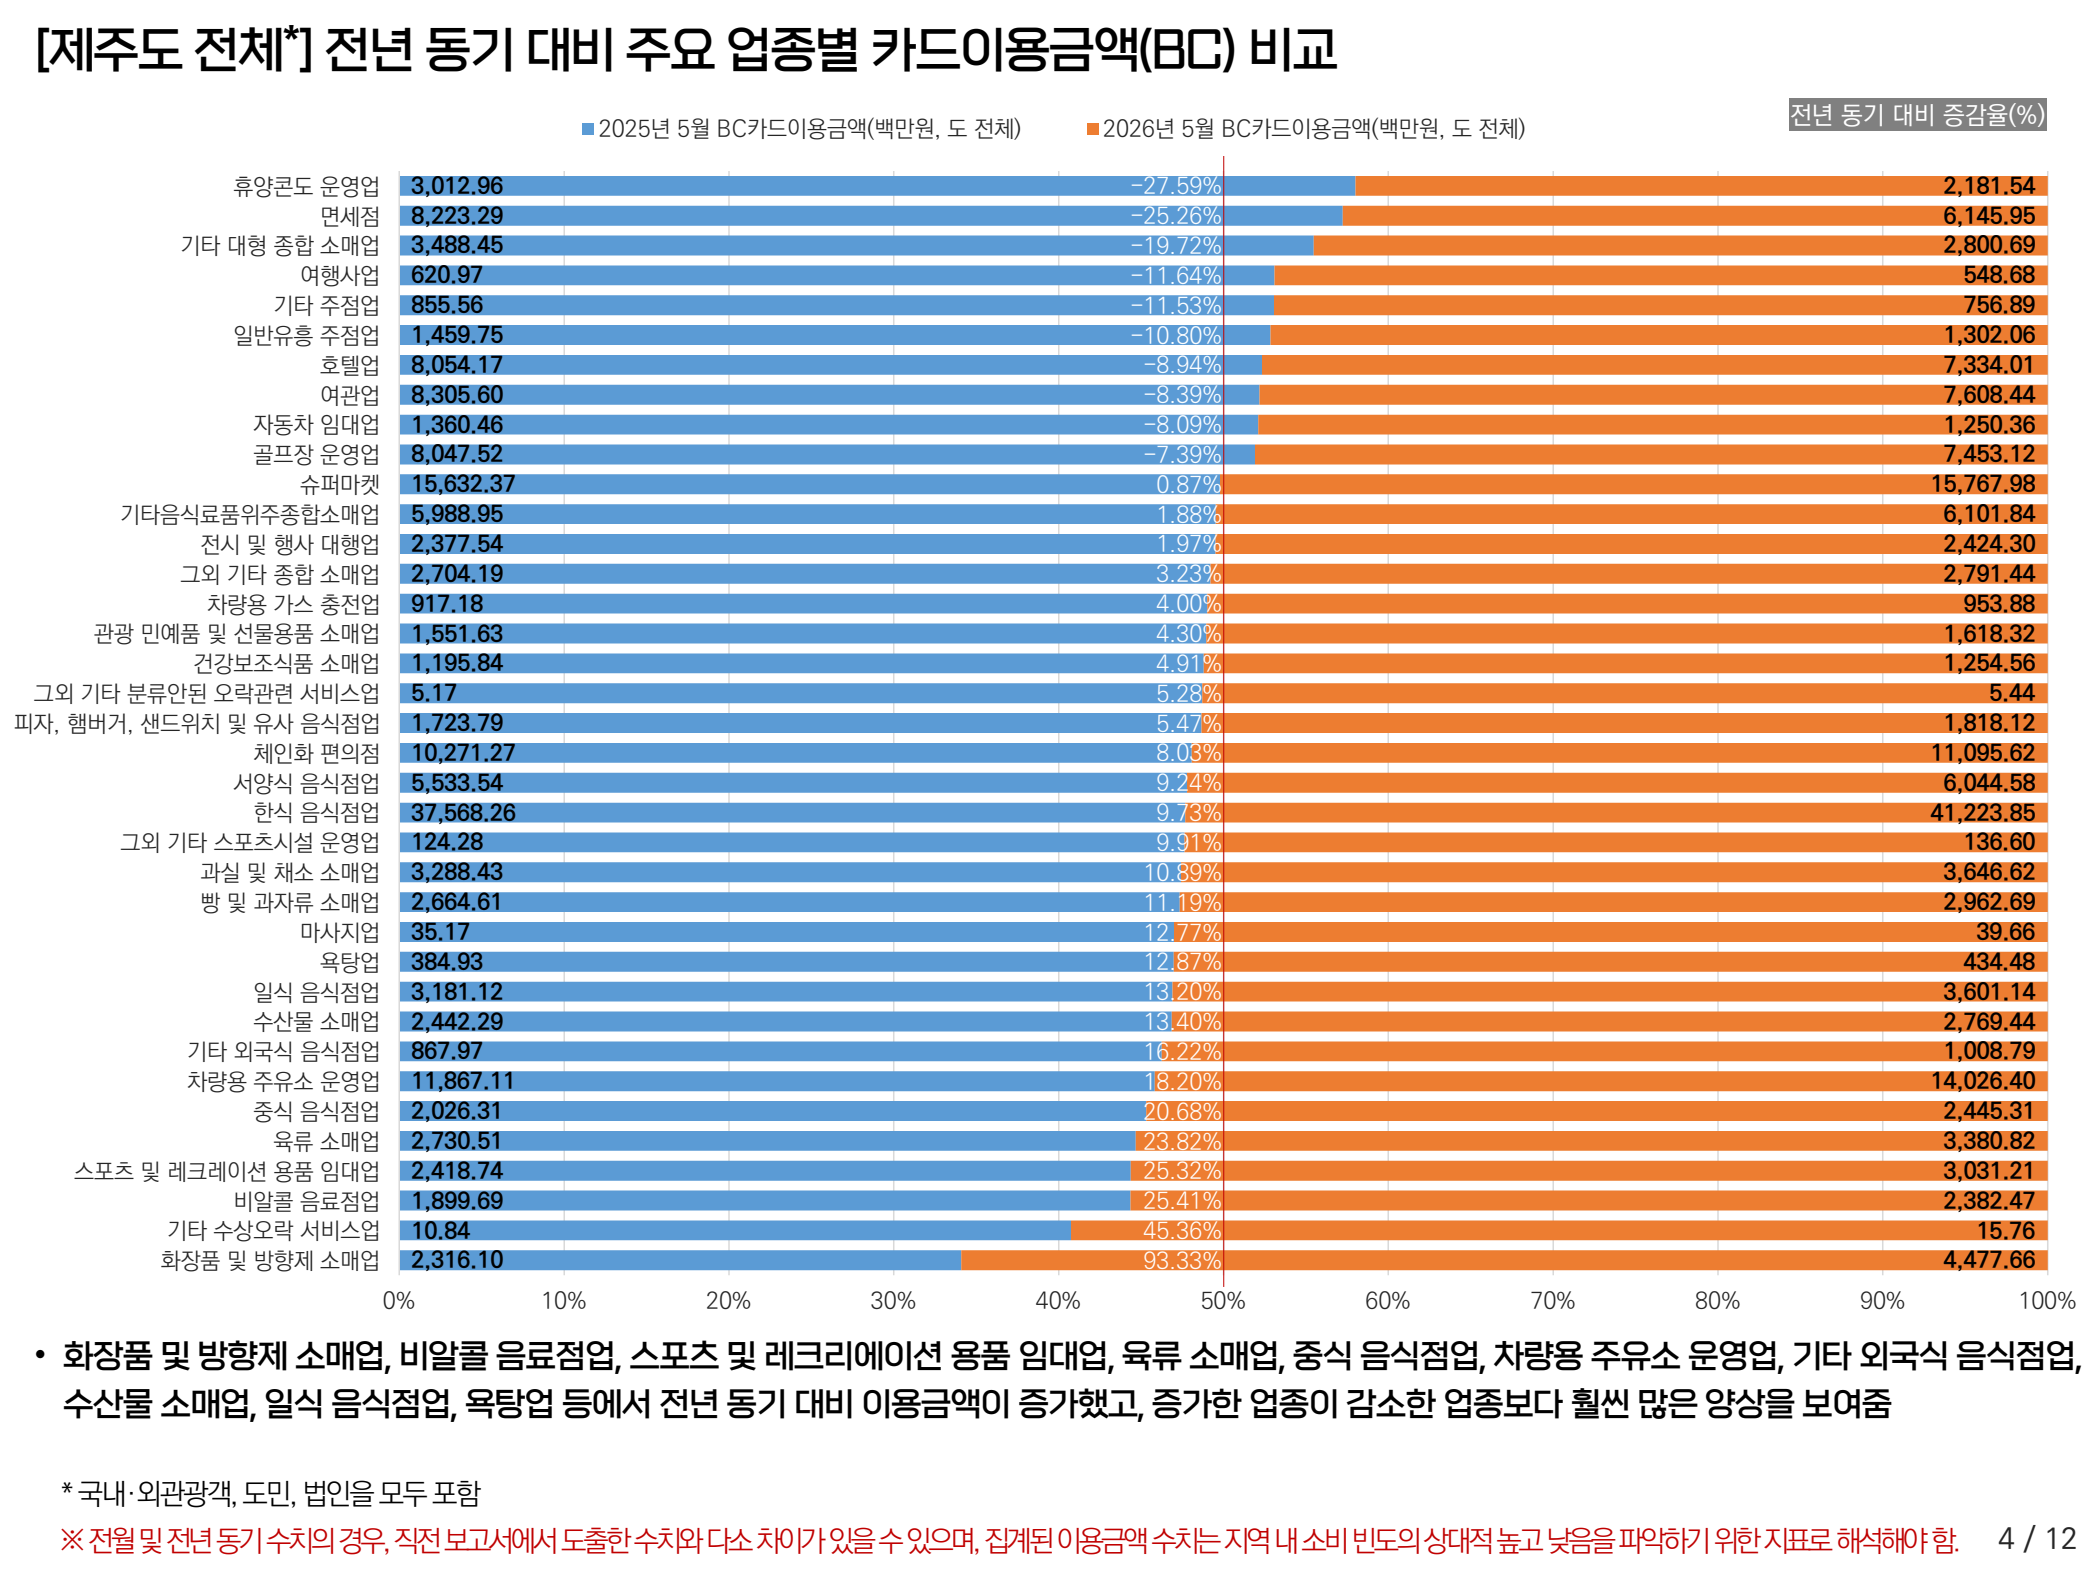 [제주도 전체*] 전년 동기 대비 주요 업종별 카드이용금액(BC) 비교
전년 동기 대비 증감율(%)
2025년 5월 BC카드이용금액(백만원, 도 전체) 2026년 5월 BC카드이용금액(백만원, 도 전체)
휴양콘도 운영업 3,012.96 -27.59% 2,181.54
면세점 8,223.29 -25.26% 6,145.95
기타 대형 종합 소매업 3,488.45 -19.72% 2,800.69
여행사업 620.97 -11.64% 548.68
기타 주점업 855.56 -11.53% 756.89
일반유흥 주점업 1,459.75 -10.80% 1,302.06
호텔업 8,054.17 -8.94% 7,334.01
여관업 8,305.60 -8.39% 7,608.44
자동차 임대업 1,360.46 -8.09% 1,250.36
골프장 운영업 8,047.52 -7.39% 7,453.12
슈퍼마켓 15,632.37 0.87% 15,767.98
기타음식료품위주종합소매업 5,988.95 1.88% 6,101.84
전시 및 행사 대행업 2,377.54 1.97% 2,424.30
그외 기타 종합 소매업 2,704.19 3.23% 2,791.44
차량용 가스 충전업 917.18 4.00% 953.88
관광 민예품 및 선물용품 소매업 1,551.63 4.30% 1,618.32
건강보조식품 소매업 1,195.84 4.91% 1,254.56
그외 기타 분류안된 오락관련 서비스업 5.17 5.28% 5.44
피자, 햄버거, 샌드위치 및 유사 음식점업 1,723.79 5.47% 1,818.12
체인화 편의점 10,271.27 8.03% 11,095.62
서양식 음식점업 5,533.54 9.24% 6,044.58
한식 음식점업 37,568.26 9.73% 41,223.85
그외 기타 스포츠시설 운영업 124.28 9.91% 136.60
과실 및 채소 소매업 3,288.43 10.89% 3,646.62
빵 및 과자류 소매업 2,664.61 11.19% 2,962.69
마사지업 35.17 12.77% 39.66
욕탕업 384.93 12.87% 434.48
일식 음식점업 3,181.12 13.20% 3,601.14
수산물 소매업 2,442.29 13.40% 2,769.44
기타 외국식 음식점업 867.97 16.22% 1,008.79
차량용 주유소 운영업 11,867.11 18.20% 14,026.40
중식 음식점업 2,026.31 20.68% 2,445.31
육류 소매업 2,730.51 23.82% 3,380.82
스포츠 및 레크레이션 용품 임대업 2,418.74 25.32% 3,031.21
비알콜 음료점업 1,899.69 25.41% 2,382.47
기타 수상오락 서비스업 10.84 45.36% 15.76
화장품 및 방향제 소매업 2,316.10 93.33% 4,477.66
0% 10% 20% 30% 40% 50% 60% 70% 80% 90% 100%
• 화장품 및 방향제 소매업, 비알콜 음료점업, 스포츠 및 레크리에이션 용품 임대업, 육류 소매업, 중식 음식점업, 차량용 주유소 운영업, 기타 외국식 음식점업,
수산물 소매업, 일식 음식점업, 욕탕업 등에서 전년 동기 대비 이용금액이 증가했고, 증가한 업종이 감소한 업종보다 훨씬 많은 양상을 보여줌
* 국내·외관광객, 도민, 법인을 모두 포함
※ 전월 및 전년 동기 수치의 경우, 직전 보고서에서 도출한 수치와 다소 차이가 있을 수 있으며, 집계된 이용금액 수치는 지역 내 소비 빈도의 상대적 높고 낮음을 파악하기 위한 지표로 해석해야 함.
4 / 12